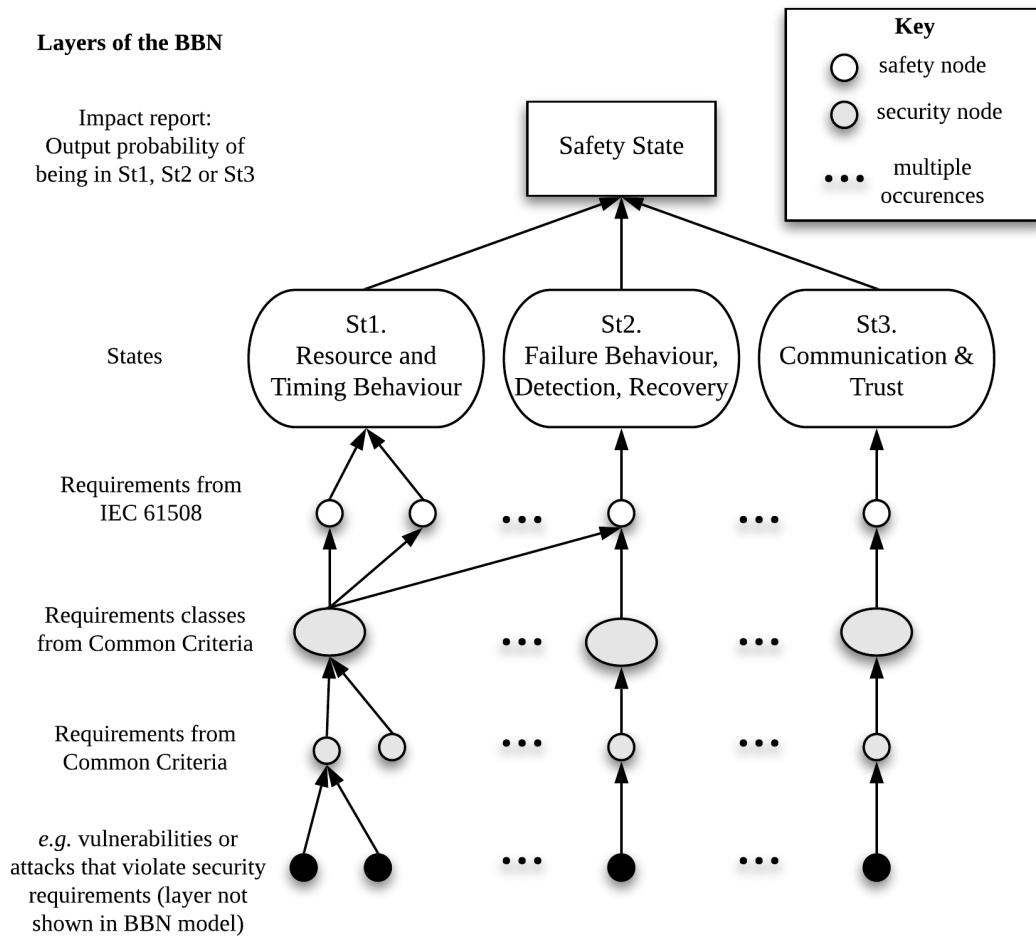 Layers of the BBN
Key
safety node
security node
multiple
occurences
Impact report:
Output probability of
being in St1, St2 or St3
Safety State
States
St1.
Resource and
Timing Behaviour
St2.
Failure Behaviour,
Detection, Recovery
St3.
Communication &
Trust
Requirements from
IEC 61508
Requirements classes
from Common Criteria
Requirements from
Common Criteria
e.g. vulnerabilities or
attacks that violate security
requirements (layer not
shown in BBN model)